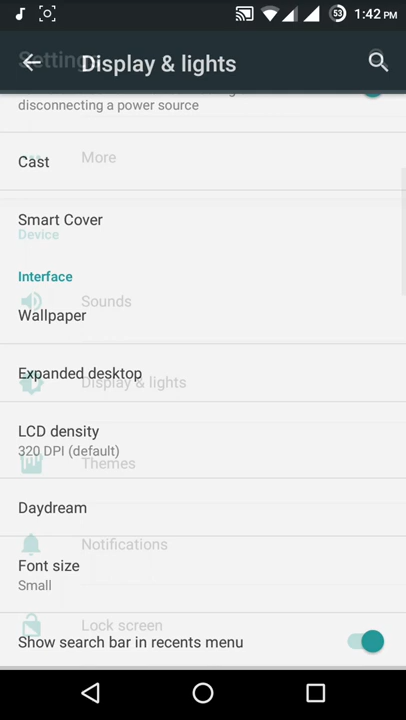 53
1:42 PM
Settings
Display & lights
disconnecting a power source
More
Cast
Smart Cover
Device
Interface
Sounds
Wallpaper
Expanded desktop
Display & lights
LCD density
320 DPI (default)
Themes
Daydream
Notifications
Font size
Small
Lock screen
Show search bar in recents menu